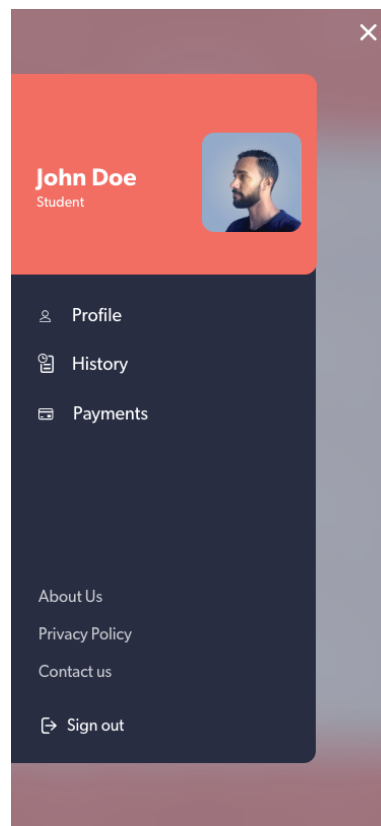 John Doe
Student
Profile
History
Payments
About Us
Privacy Policy
Contact us
Sign out